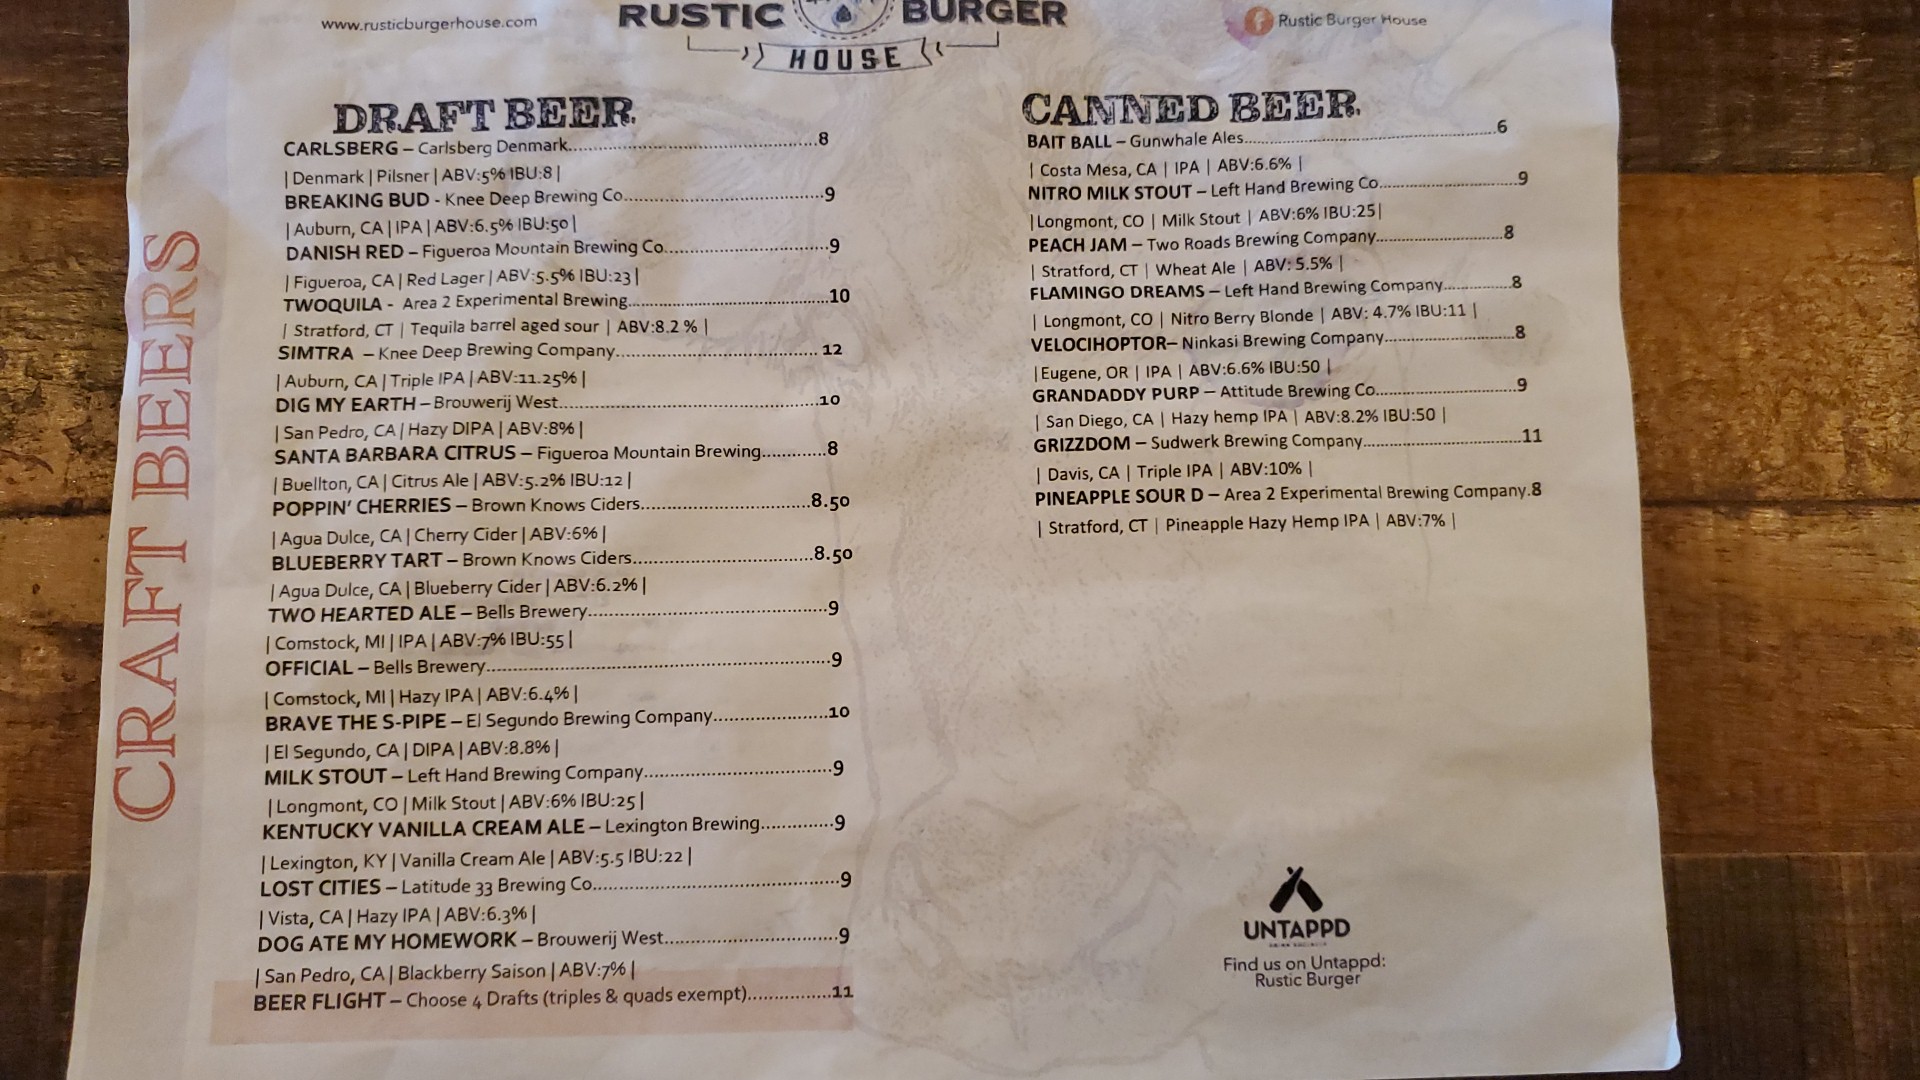 www.rusticburgerhouse.com
RUSTIC BURGER
HOUSE
Rustic Burger House
CRAFT BEERS
DRAFT BEER
CARLSBERG – Carlsberg Denmark..........8
| Denmark | Pilsner | ABV:5% IBU:8 |
BREAKING BUD - Knee Deep Brewing Co..........9
| Auburn, CA | IPA | ABV:6.5% IBU:50 |
DANISH RED – Figueroa Mountain Brewing Co..........9
| Figueroa, CA | Red Lager | ABV:5.5% IBU:23 |
TWOQUILA - Area 2 Experimental Brewing..........10
| Stratford, CT | Tequila barrel aged sour | ABV:8.2 % |
SIMTRA – Knee Deep Brewing Company..........12
| Auburn, CA | Triple IPA | ABV:11.25% |
DIG MY EARTH – Brouwerij West..........10
| San Pedro, CA | Hazy DIPA | ABV:8% |
SANTA BARBARA CITRUS – Figueroa Mountain Brewing..........8
| Buellton, CA | Citrus Ale | ABV:5.2% IBU:12 |
POPPIN' CHERRIES – Brown Knows Ciders..........8.50
| Agua Dulce, CA | Cherry Cider | ABV:6% |
BLUEBERRY TART – Brown Knows Ciders..........8.50
| Agua Dulce, CA | Blueberry Cider | ABV:6.2% |
TWO HEARTED ALE – Bells Brewery..........9
| Comstock, MI | IPA | ABV:7% IBU:55 |
OFFICIAL – Bells Brewery..........9
| Comstock, MI | Hazy IPA | ABV:6.4% |
BRAVE THE S-PIPE – El Segundo Brewing Company..........10
| El Segundo, CA | DIPA | ABV:8.8% |
MILK STOUT – Left Hand Brewing Company..........9
| Longmont, CO | Milk Stout | ABV:6% IBU:25 |
KENTUCKY VANILLA CREAM ALE – Lexington Brewing..........9
| Lexington, KY | Vanilla Cream Ale | ABV:5.5 IBU:22 |
LOST CITIES – Latitude 33 Brewing Co..........9
| Vista, CA | Hazy IPA | ABV:6.3% |
DOG ATE MY HOMEWORK – Brouwerij West..........9
| San Pedro, CA | Blackberry Saison | ABV:7% |
BEER FLIGHT – Choose 4 Drafts (triples & quads exempt)..........11
CANNED BEER
BAIT BALL – Gunwhale Ales..........6
| Costa Mesa, CA | IPA | ABV:6.6% |
NITRO MILK STOUT – Left Hand Brewing Co..........9
|Longmont, CO | Milk Stout | ABV:6% IBU:25|
PEACH JAM – Two Roads Brewing Company..........8
| Stratford, CT | Wheat Ale | ABV: 5.5% |
FLAMINGO DREAMS – Left Hand Brewing Company..........8
| Longmont, CO | Nitro Berry Blonde | ABV: 4.7% IBU:11 |
VELOCIHOPTOR– Ninkasi Brewing Company..........8
|Eugene, OR | IPA | ABV:6.6% IBU:50 |
GRANDADDY PURP – Attitude Brewing Co..........9
| San Diego, CA | Hazy hemp IPA | ABV:8.2% IBU:50 |
GRIZZDOM – Sudwerk Brewing Company..........11
| Davis, CA | Triple IPA | ABV:10% |
PINEAPPLE SOUR D – Area 2 Experimental Brewing Company.8
| Stratford, CT | Pineapple Hazy Hemp IPA | ABV:7% |
UNTAPPD
Find us on Untappd:
Rustic Burger